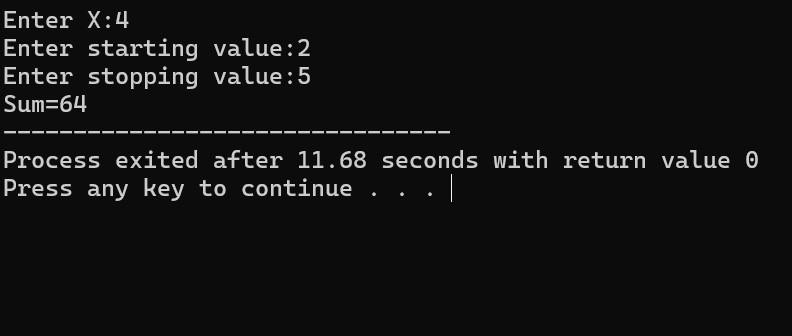 Enter X:4
Enter starting value:2
Enter stopping value:5
Sum=64
--------------------------------
Process exited after 11.68 seconds with return value 0
Press any key to continue . . .